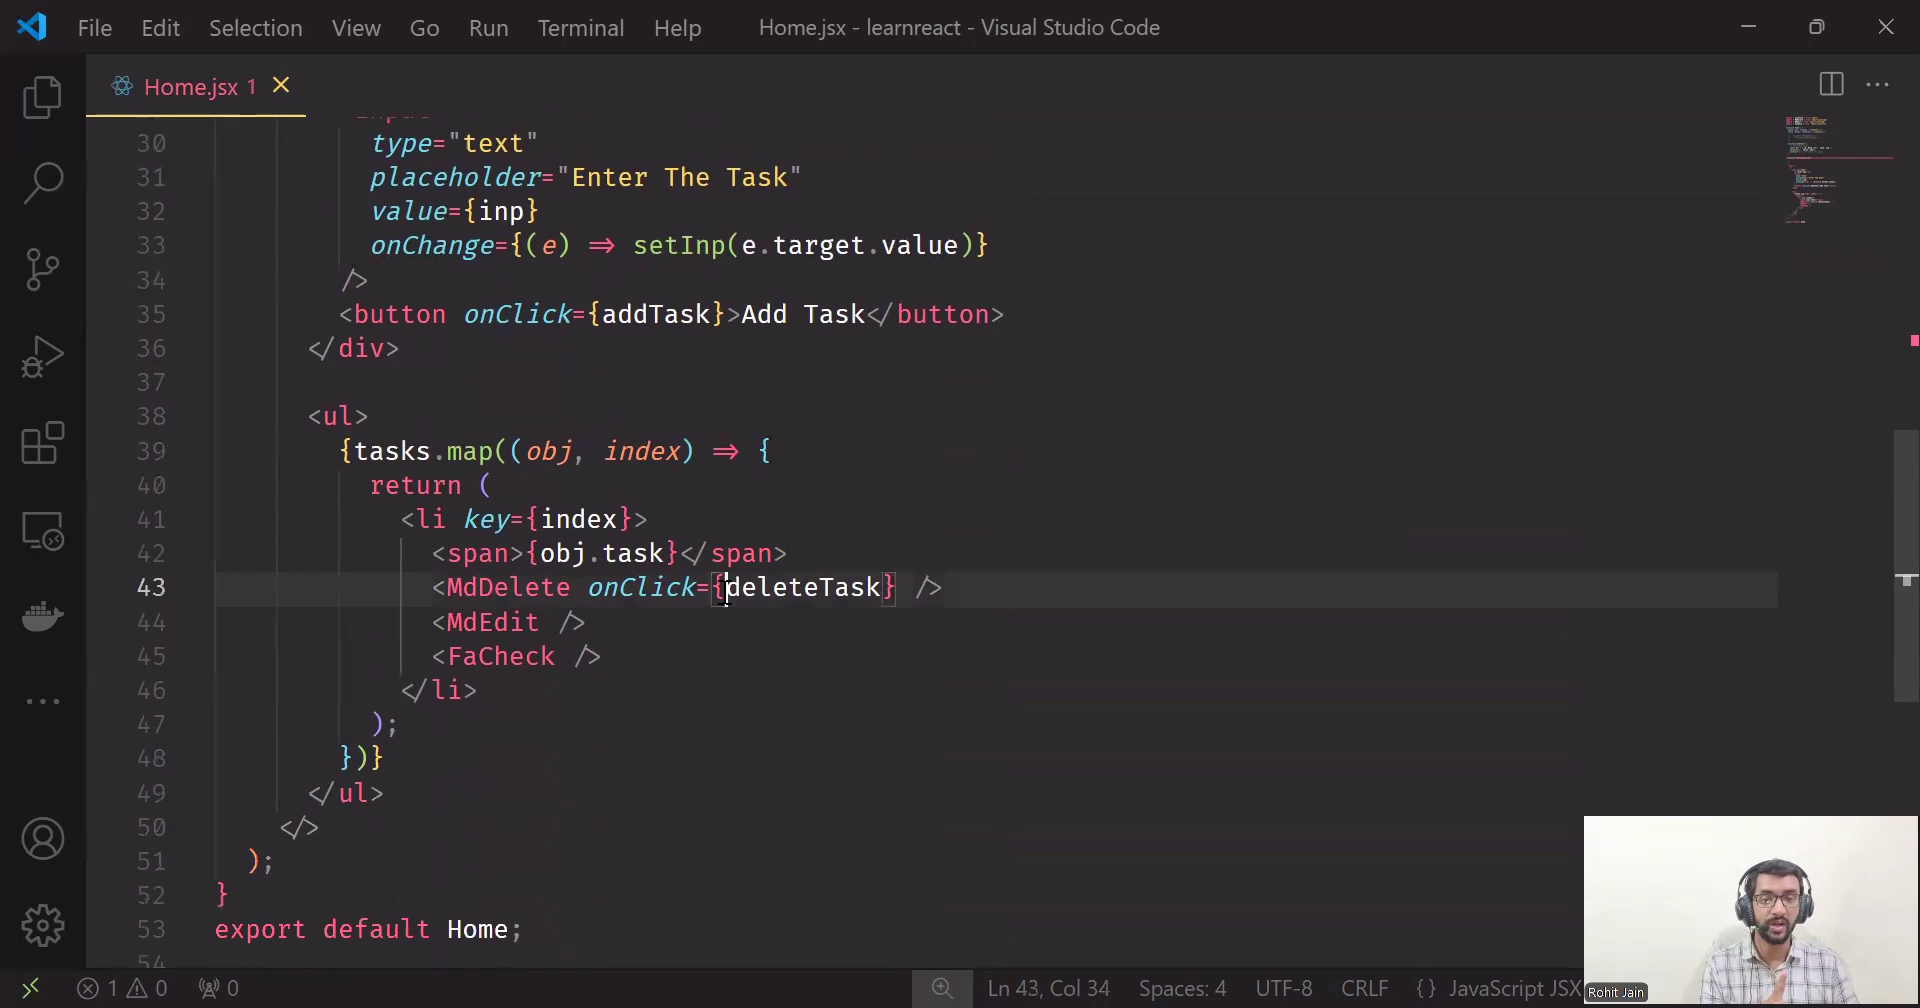 File Edit Selection View Go Run Terminal Help Home.jsx - learnreact - Visual Studio Code
Home.jsx 1
30 type="text"
31 placeholder="Enter The Task"
32 value={inp}
33 onChange={(e) => setInp(e.target.value)}
34 />
35 <button onClick={addTask}>Add Task</button>
36 </div>
37
38 <ul>
39 {tasks.map((obj, index) => {
40 return (
41 <li key={index}>
42 <span>{obj.task}</span>
43 <MdDelete onClick={deleteTask} />
44 <MdEdit />
45 <FaCheck />
46 </li>
47 );
48 })}
49 </ul>
50 </>
51 );
52 }
53 export default Home;
54
1 0 0 Ln 43, Col 34 Spaces: 4 UTF-8 CRLF {} JavaScript JSX
Rohit Jain